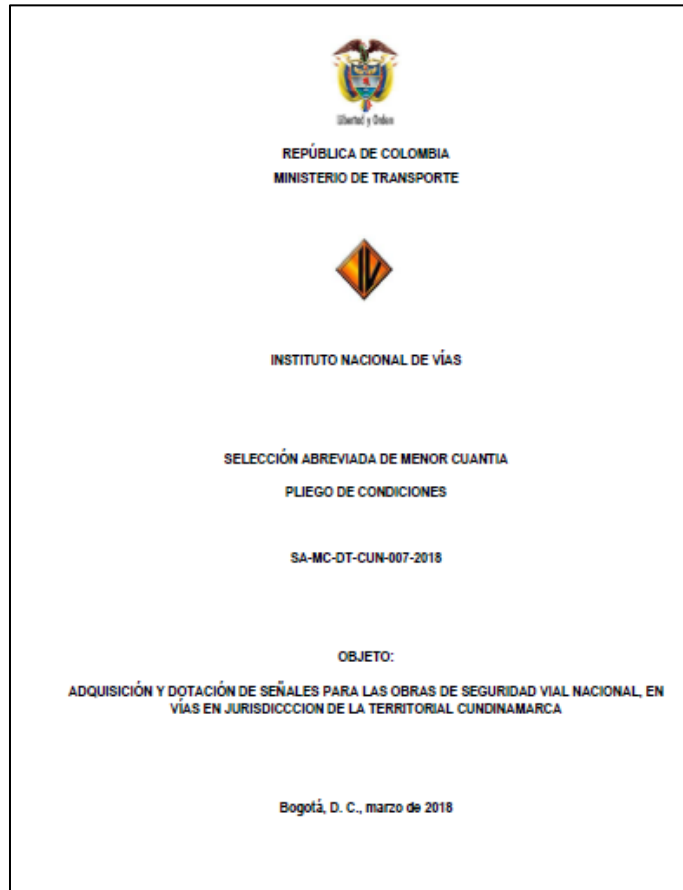 Libertad y Orden
REPÚBLICA DE COLOMBIA
MINISTERIO DE TRANSPORTE
INSTITUTO NACIONAL DE VÍAS
SELECCIÓN ABREVIADA DE MENOR CUANTIA
PLIEGO DE CONDICIONES
SA-MC-DT-CUN-007-2018
OBJETO:
ADQUISICIÓN Y DOTACIÓN DE SEÑALES PARA LAS OBRAS DE SEGURIDAD VIAL NACIONAL, EN
VÍAS EN JURISDICCCION DE LA TERRITORIAL CUNDINAMARCA
Bogotá, D. C., marzo de 2018